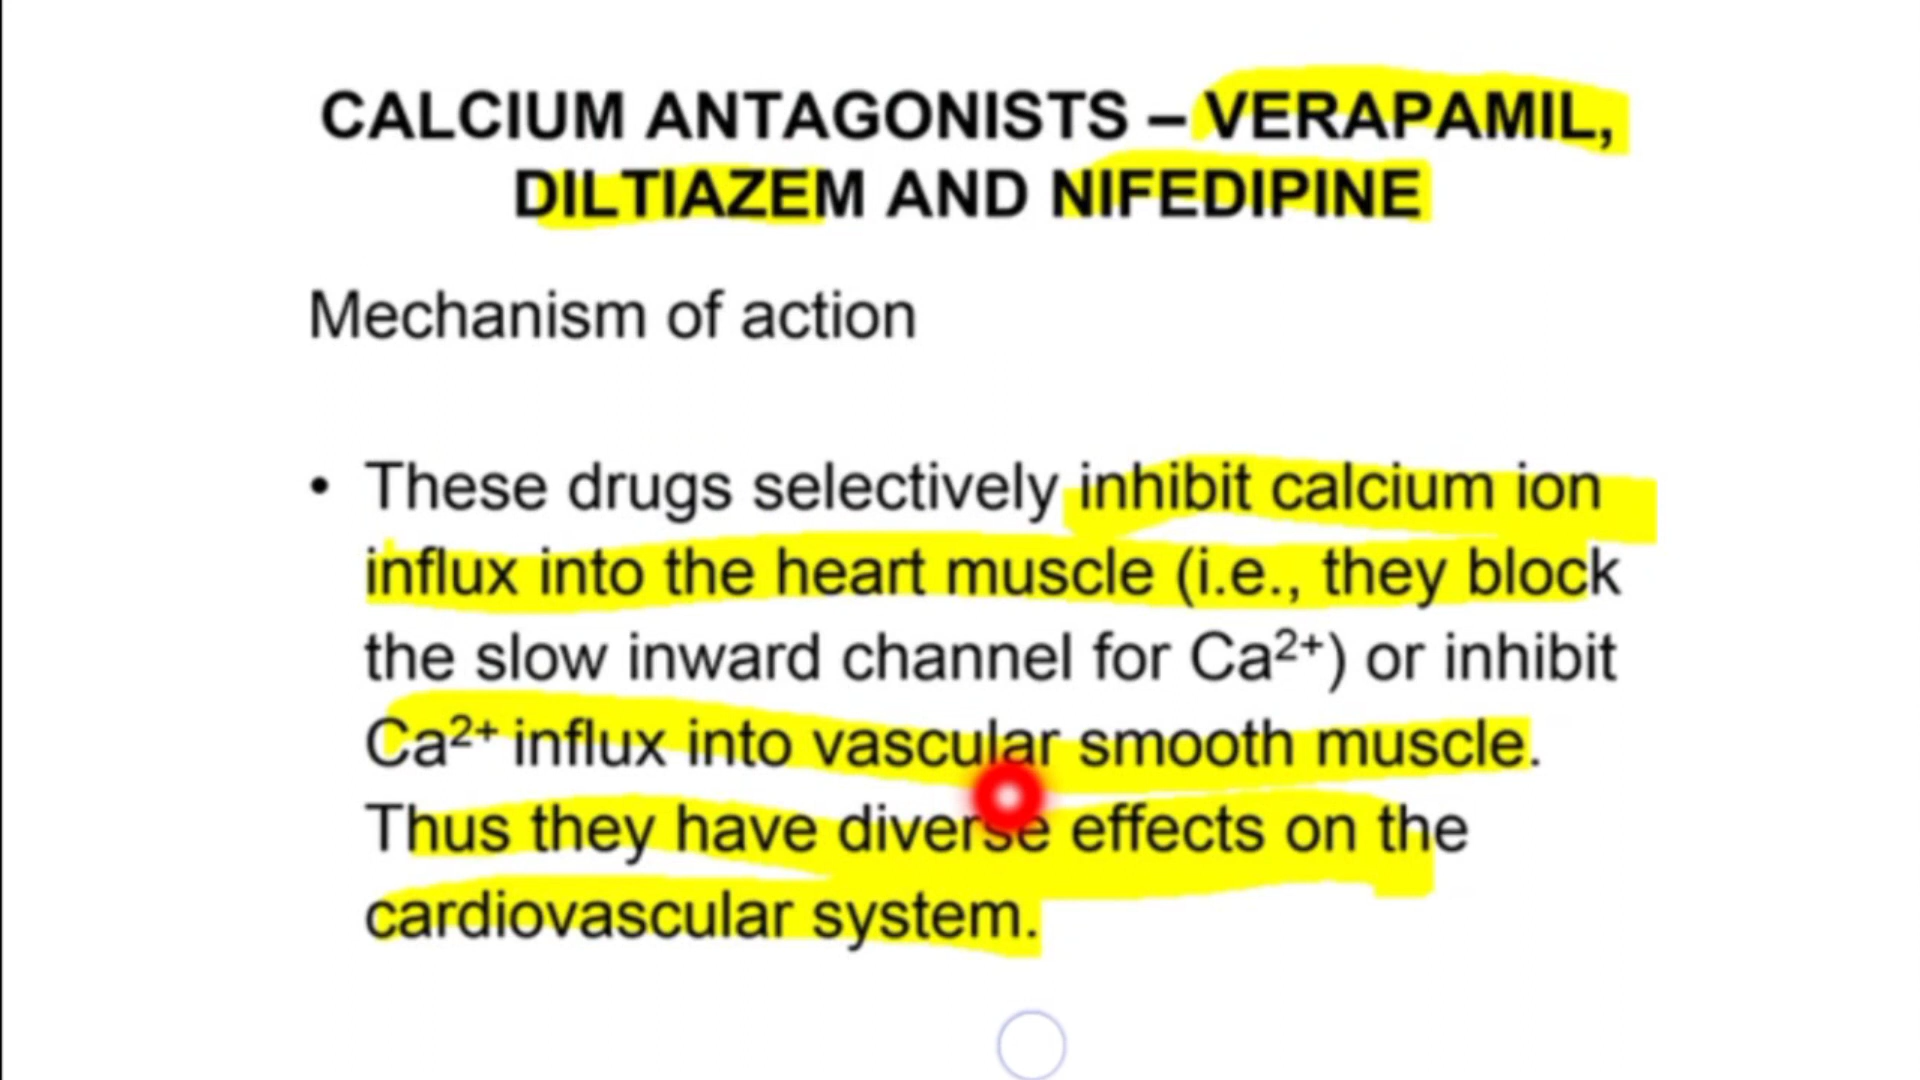 CALCIUM ANTAGONISTS – VERAPAMIL,
DILTIAZEM AND NIFEDIPINE
Mechanism of action
• These drugs selectively inhibit calcium ion
influx into the heart muscle (i.e., they block
the slow inward channel for Ca²⁺) or inhibit
Ca²⁺ influx into vascular smooth muscle.
Thus they have diverse effects on the
cardiovascular system.